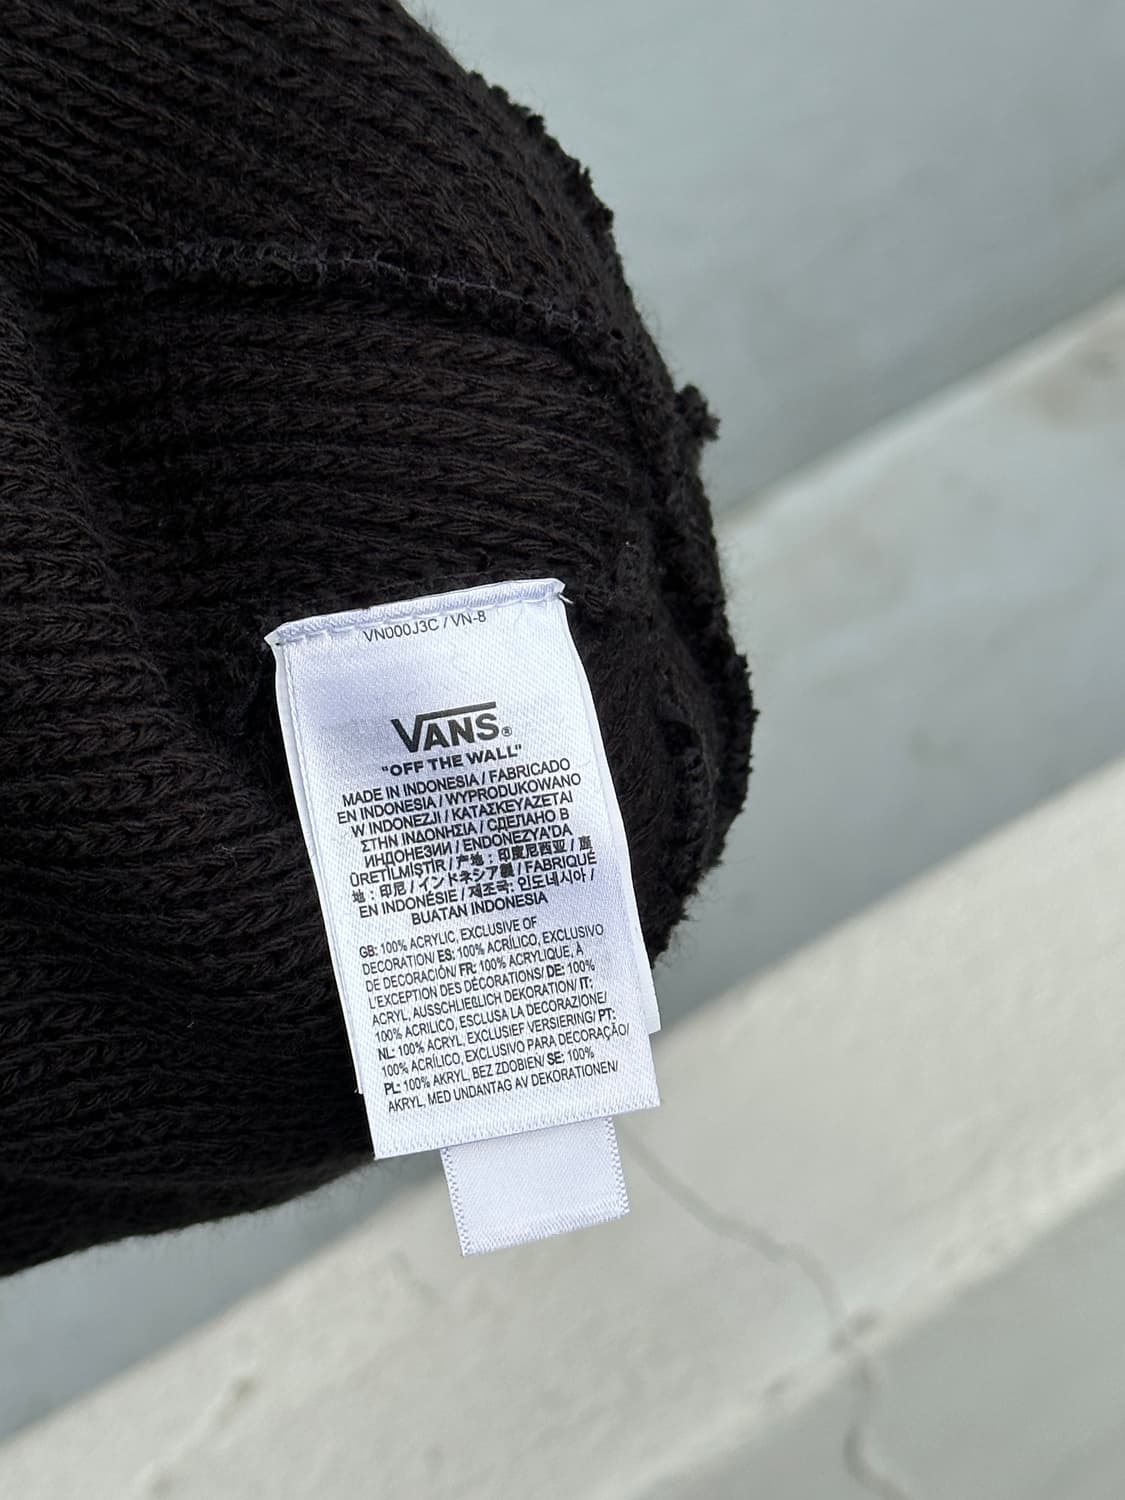 VN000J3C / VN-8
VANS®
"OFF THE WALL"
MADE IN INDONESIA / FABRICADO
EN INDONESIA / WYPRODUKOWANO
W INDONEZJI / ΚΑΤΑΣΚΕΥΑΖΕΤΑΙ
ΣΤΗΝ ΙΝΔΟΝΗΣΙΑ / СДЕЛАНО В
ИНДОНЕЗИИ / ENDONEZYA'DA
ÜRETİLMİŞTİR / 产地：印度尼西亚 / 產
地：印尼 / インドネシア製 / FABRIQUÉ
EN INDONÉSIE / 제조국: 인도네시아 /
BUATAN INDONESIA
GB: 100% ACRYLIC, EXCLUSIVE OF
DECORATION/ ES: 100% ACRÍLICO, EXCLUSIVO
DE DECORACIÓN/ FR: 100% ACRYLIQUE, À
L'EXCEPTION DES DÉCORATIONS/ DE: 100%
ACRYL, AUSSCHLIEßLICH DEKORATION/ IT:
100% ACRILICO, ESCLUSA LA DECORAZIONE/
NL: 100% ACRYL, EXCLUSIEF VERSIERING/ PT:
100% ACRÍLICO, EXCLUSIVO PARA DECORAÇÃO/
PL: 100% AKRYL, BEZ ZDOBIEN/ SE: 100%
AKRYL, MED UNDANTAG AV DEKORATIONEN/